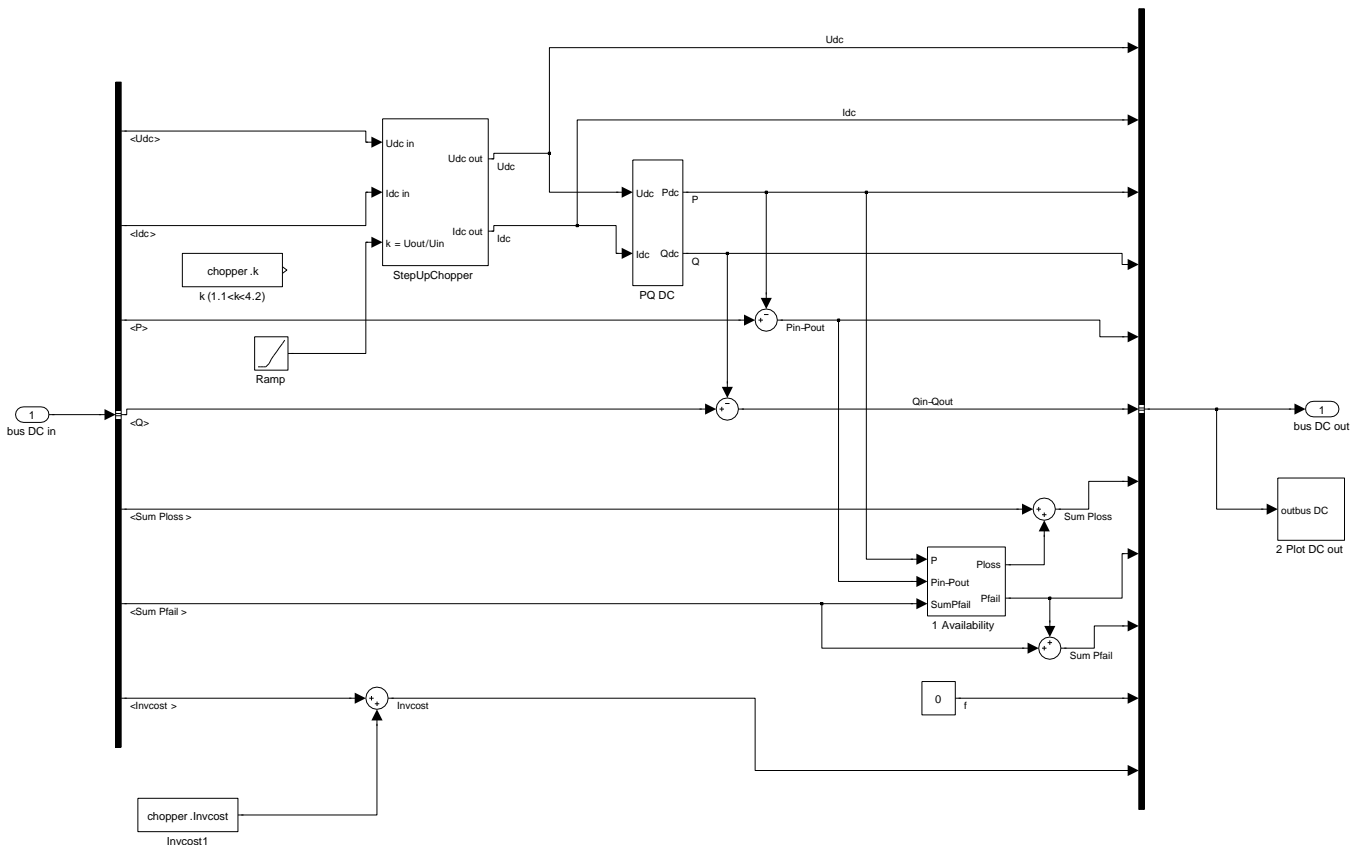 Udc
Idc
<Udc>
Udc in
Udc out
Udc
Idc in
Idc out
Idc
k = Uout/Uin
StepUpChopper
<Idc>
chopper .k
k (1.1<k<4.2)
Udc
Pdc
P
Idc
Qdc
Q
PQ DC
<P>
+
−
Pin-Pout
Ramp
1
bus DC in
<Q>
+
−
Qin-Qout
1
bus DC out
outbus DC
2 Plot DC out
<Sum Ploss >
+
+
Sum Ploss
P
Ploss
Pin-Pout
Pfail
SumPfail
1 Availability
<Sum Pfail >
+
+
Sum Pfail
<Invcost >
+
+
Invcost
0
f
chopper .Invcost
Invcost1